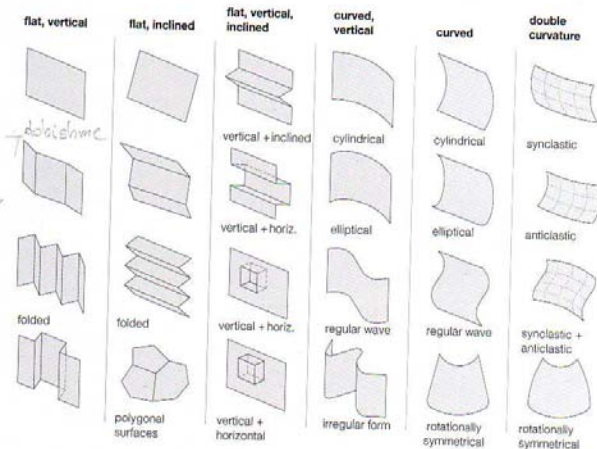 flat, vertical
flat, inclined
flat, vertical,
inclined
curved,
vertical
curved
double
curvature
vertical + inclined
cylindrical
cylindrical
synclastic
vertical + horiz.
elliptical
elliptical
anticlastic
folded
folded
vertical + horiz.
regular wave
regular wave
synclastic +
anticlastic
polygonal
surfaces
vertical +
horizontal
irregular form
rotationally
symmetrical
rotationally
symmetrical